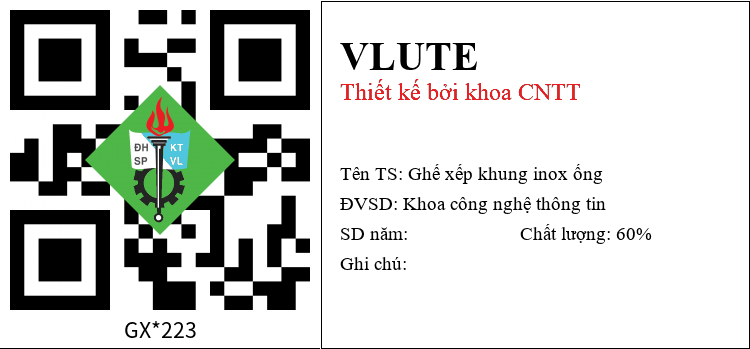 ĐH KT
SP VL
GX*223
VLUTE
Thiết kế bởi khoa CNTT
Tên TS: Ghế xếp khung inox ống
ĐVSD: Khoa công nghệ thông tin
SD năm: Chất lượng: 60%
Ghi chú: